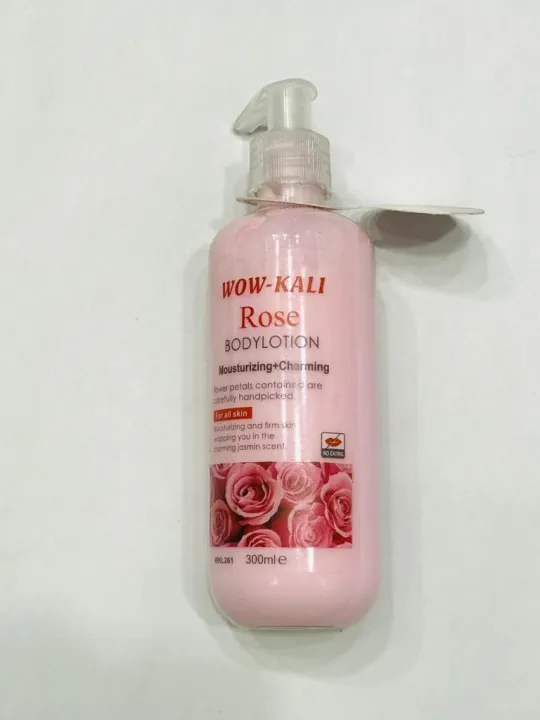 WOW-KALI
Rose
BODYLOTION
Mousturizing+Charming
Flower petals contained are
carefully handpicked.
For all skin
Mousturizing and firm skin
wrapping you in the
charming jasmin scent.
NO EATING
300ml e